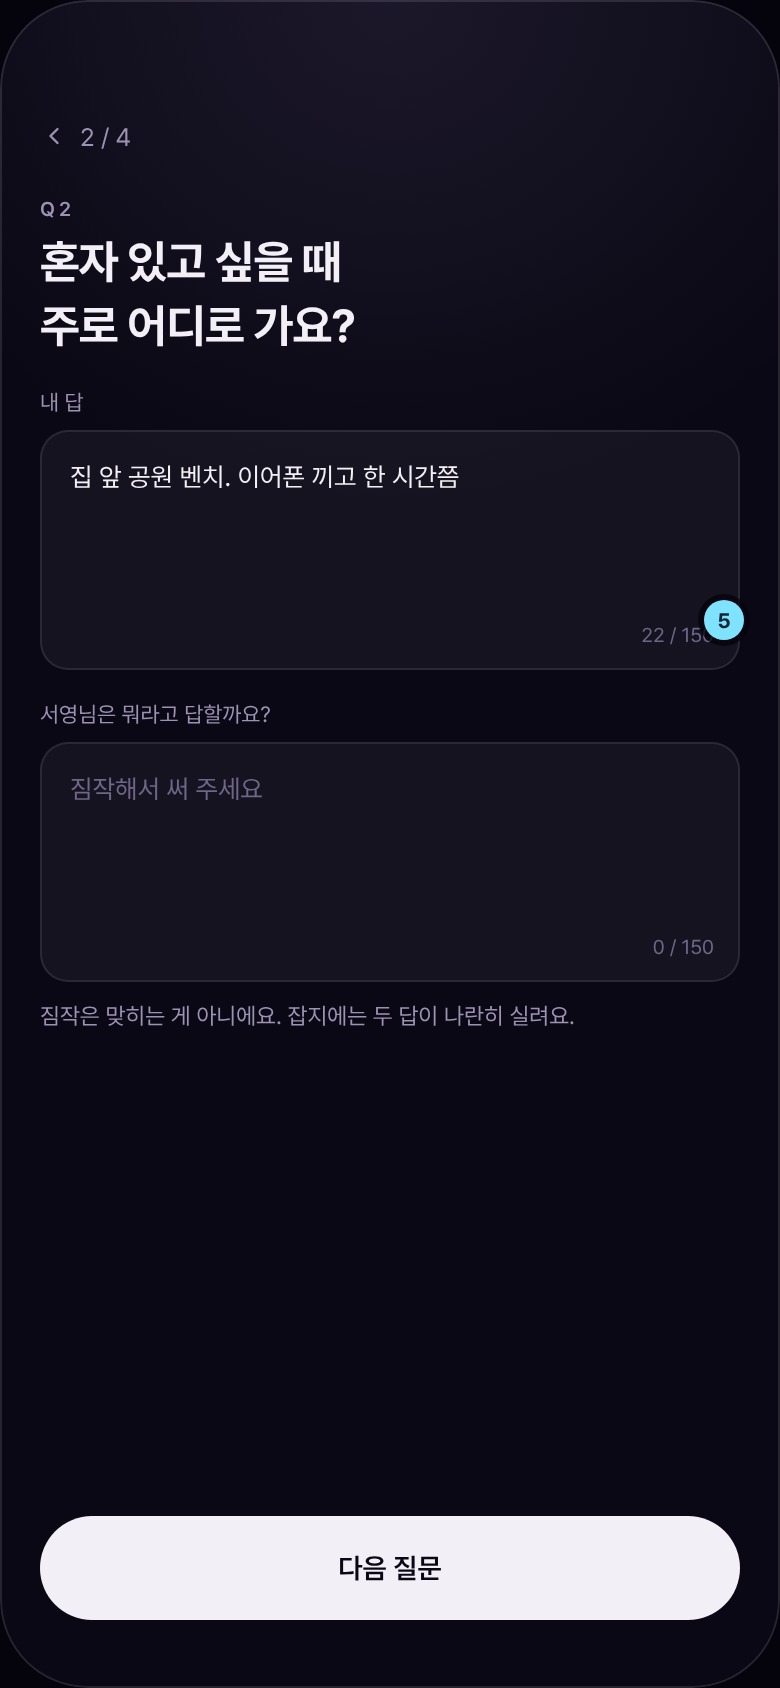 2 / 4
Q 2
혼자 있고 싶을 때
주로 어디로 가요?
내 답
집 앞 공원 벤치. 이어폰 끼고 한 시간쯤
22 / 150
5
서영님은 뭐라고 답할까요?
짐작해서 써 주세요
0 / 150
짐작은 맞히는 게 아니에요. 잡지에는 두 답이 나란히 실려요.
다음 질문